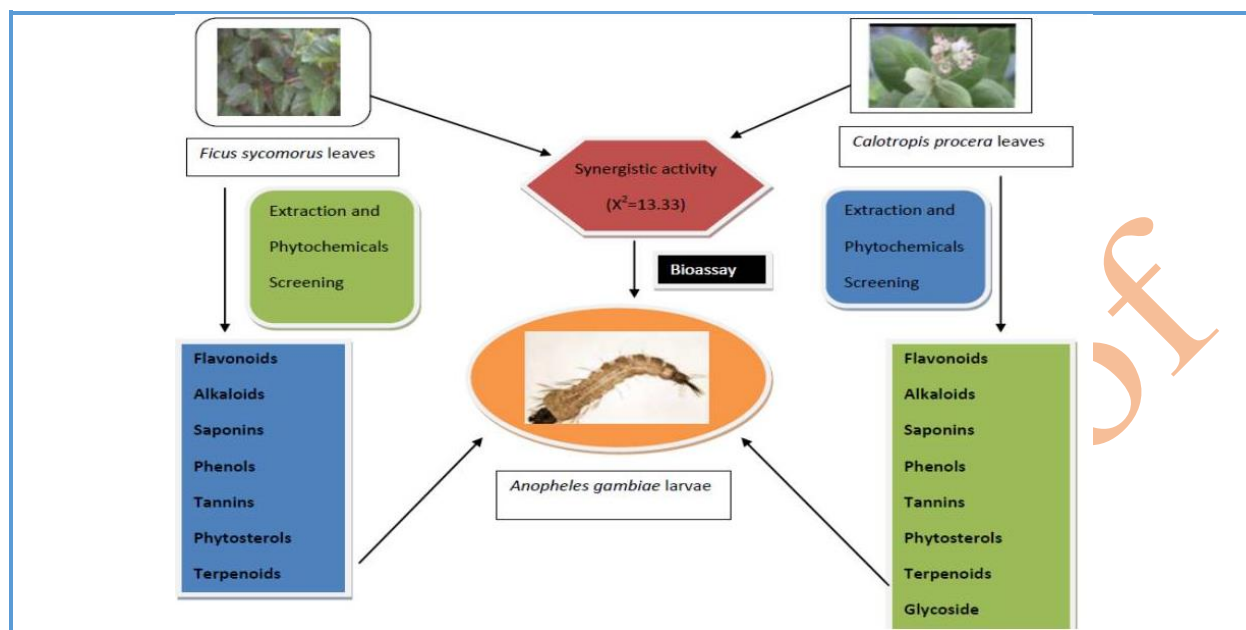 Ficus sycomorus leaves
Calotropis procera leaves
Synergistic activity
(X²=13.33)
Extraction and
Phytochemicals
Screening
Bioassay
Extraction and
Phytochemicals
Screening
Flavonoids
Alkaloids
Saponins
Phenols
Tannins
Phytosterols
Terpenoids
Anopheles gambiae larvae
Flavonoids
Alkaloids
Saponins
Phenols
Tannins
Phytosterols
Terpenoids
Glycoside
of